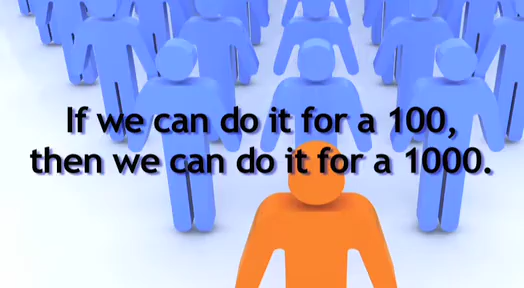 If we can do it for a 100,
then we can do it for a 1000.